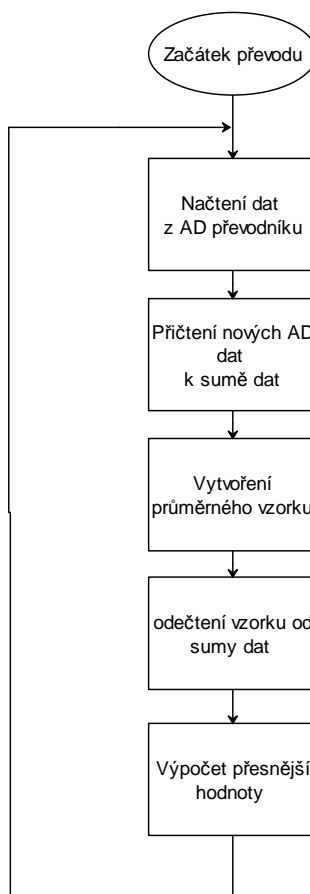 Začátek převodu
Načtení dat
z AD převodníku
Přičtení nových AD
dat
k sumě dat
Vytvoření
průměrného vzorku
odečtení vzorku od
sumy dat
Výpočet přesnější
hodnoty